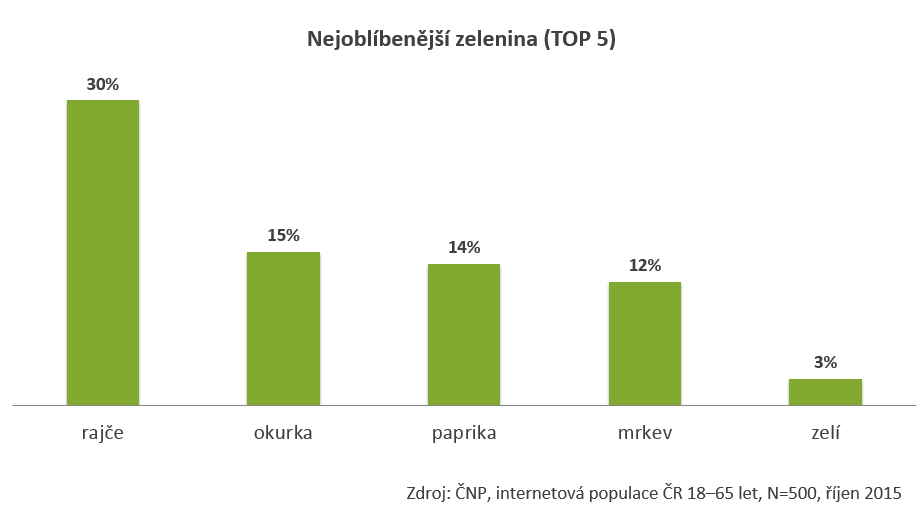 Nejoblíbenější zelenina (TOP 5)
30%
15%
14%
12%
3%
rajče okurka paprika mrkev zelí
Zdroj: ČNP, internetová populace ČR 18–65 let, N=500, říjen 2015